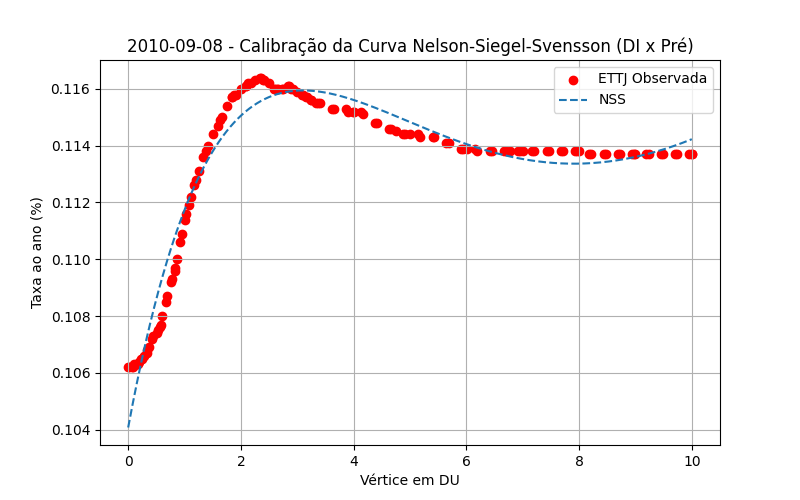 2010-09-08 - Calibração da Curva Nelson-Siegel-Svensson (DI x Pré)
ETTJ Observada
NSS
Taxa ao ano (%)
0.116
0.114
0.112
0.110
0.108
0.106
0.104
0 2 4 6 8 10
Vértice em DU